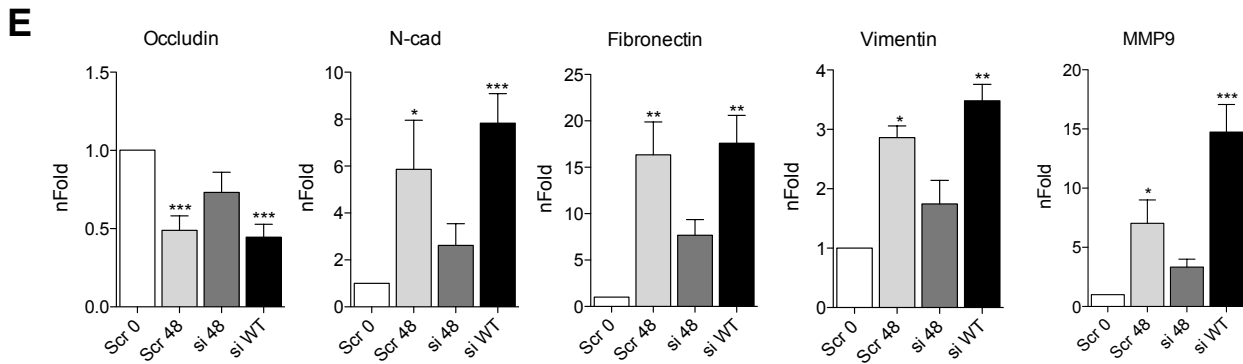 E
Occludin
nFold
1.5
1.0
0.5
0.0
***
***
Scr 0
Scr 48
si 48
si WT
N-cad
nFold
10
8
6
4
2
0
*
***
Scr 0
Scr 48
si 48
si WT
Fibronectin
nFold
25
20
15
10
5
0
**
**
Scr 0
Scr 48
si 48
si WT
Vimentin
nFold
4
3
2
1
0
*
**
Scr 0
Scr 48
si 48
si WT
MMP9
nFold
20
15
10
5
0
*
***
Scr 0
Scr 48
si 48
si WT